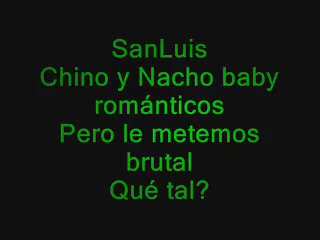 SanLuis
Chino y Nacho baby
románticos
Pero le metemos
brutal
Qué tal?